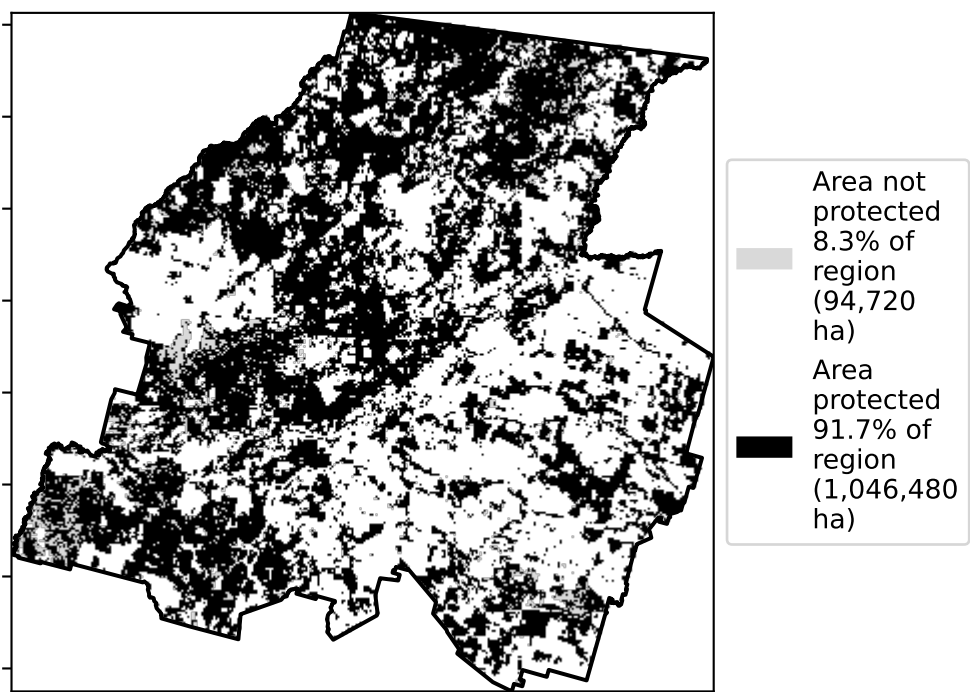 Area not
protected
8.3% of
region
(94,720
ha)
Area
protected
91.7% of
region
(1,046,480
ha)